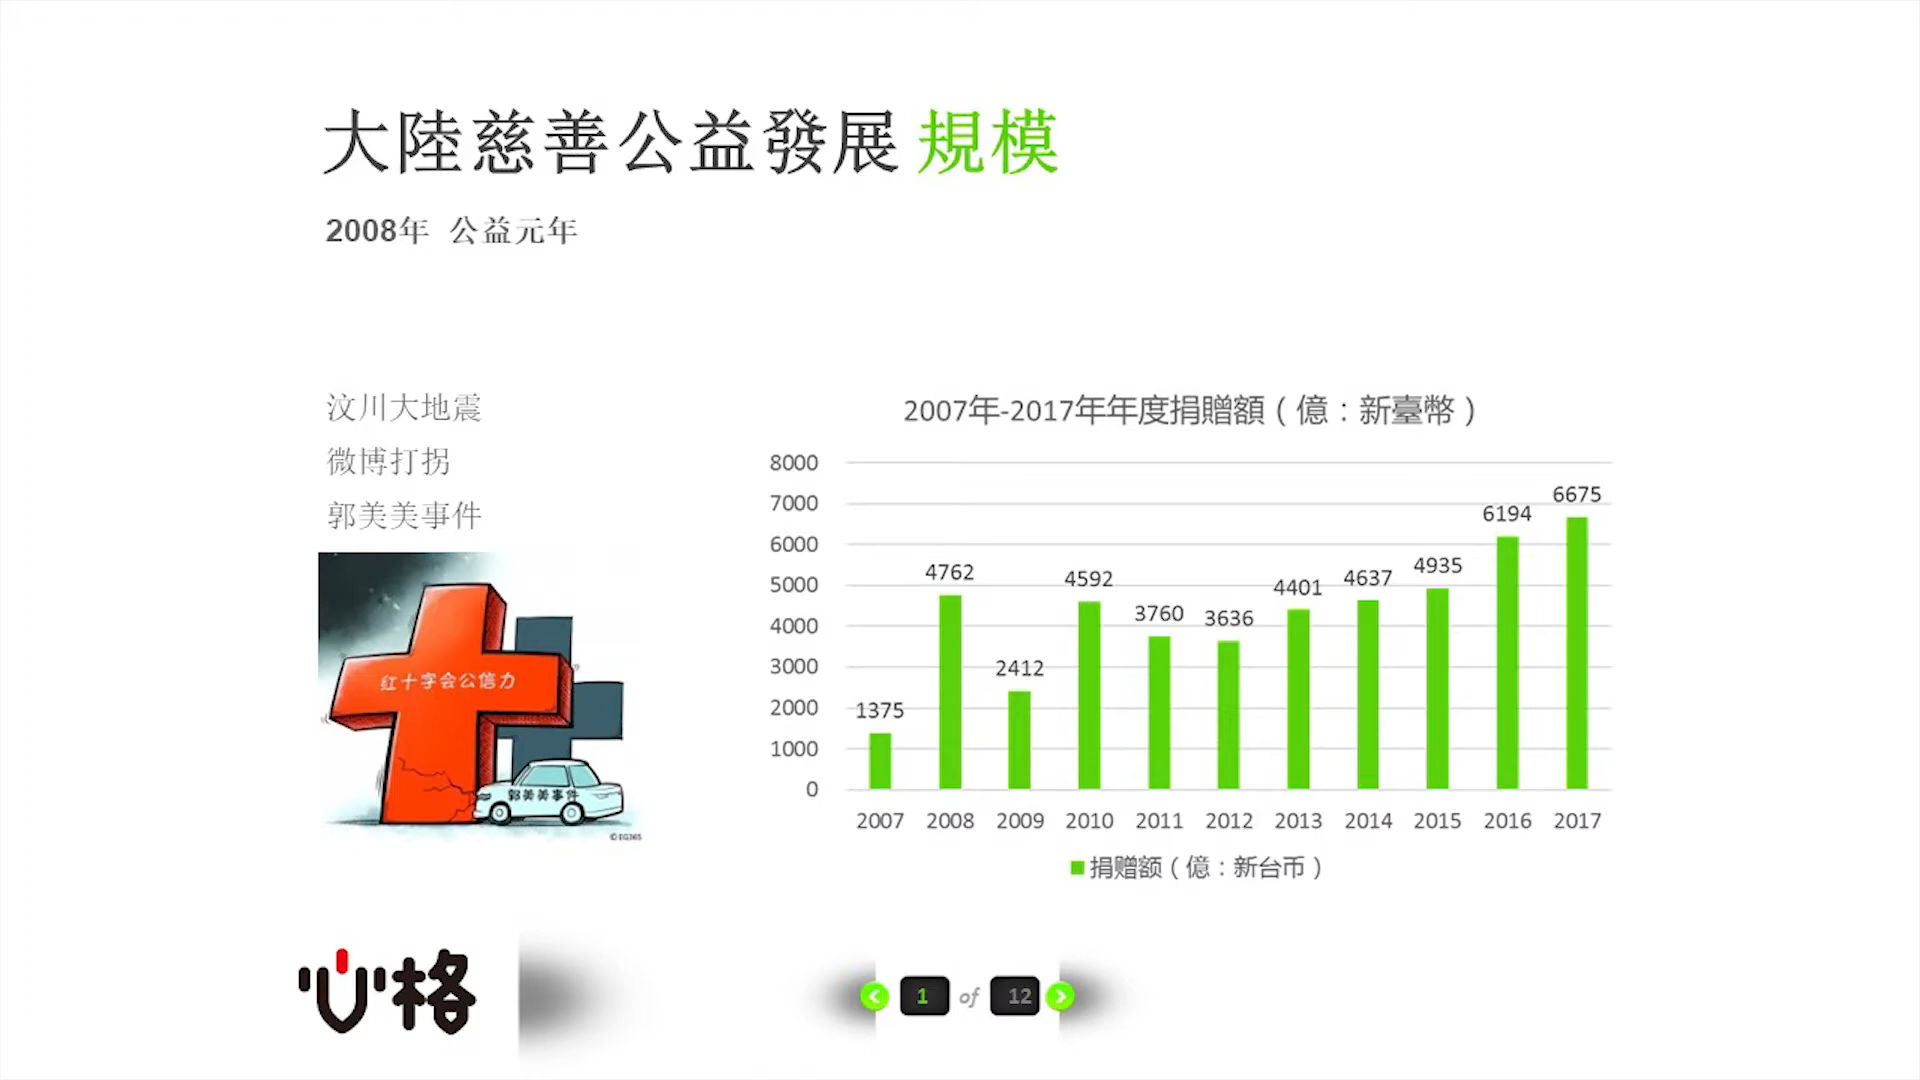 大陸慈善公益發展 規模
2008年 公益元年
汶川大地震
微博打拐
郭美美事件
红十字会公信力
郭美美事件
©EG365
2007年-2017年年度捐贈額（億：新臺幣）
8000
7000
6000
5000
4000
3000
2000
1000
0
1375
4762
2412
4592
3760
3636
4401
4637
4935
6194
6675
2007 2008 2009 2010 2011 2012 2013 2014 2015 2016 2017
捐赠额（億：新台币）
心格
1 of 12